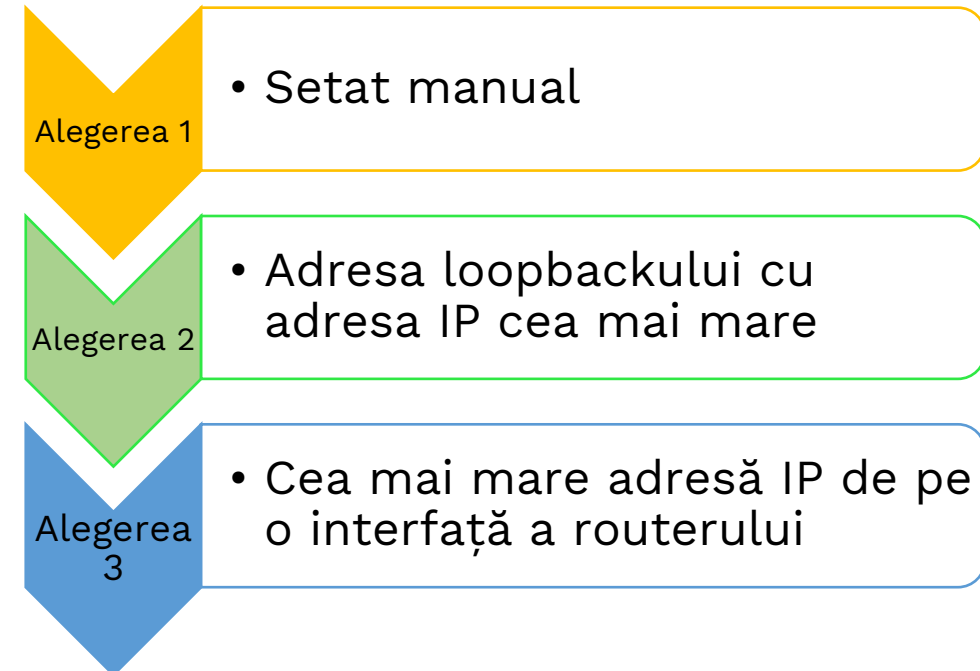 Alegerea 1
• Setat manual
Alegerea 2
• Adresa loopbackului cu
adresa IP cea mai mare
Alegerea
3
• Cea mai mare adresă IP de pe
o interfață a routerului